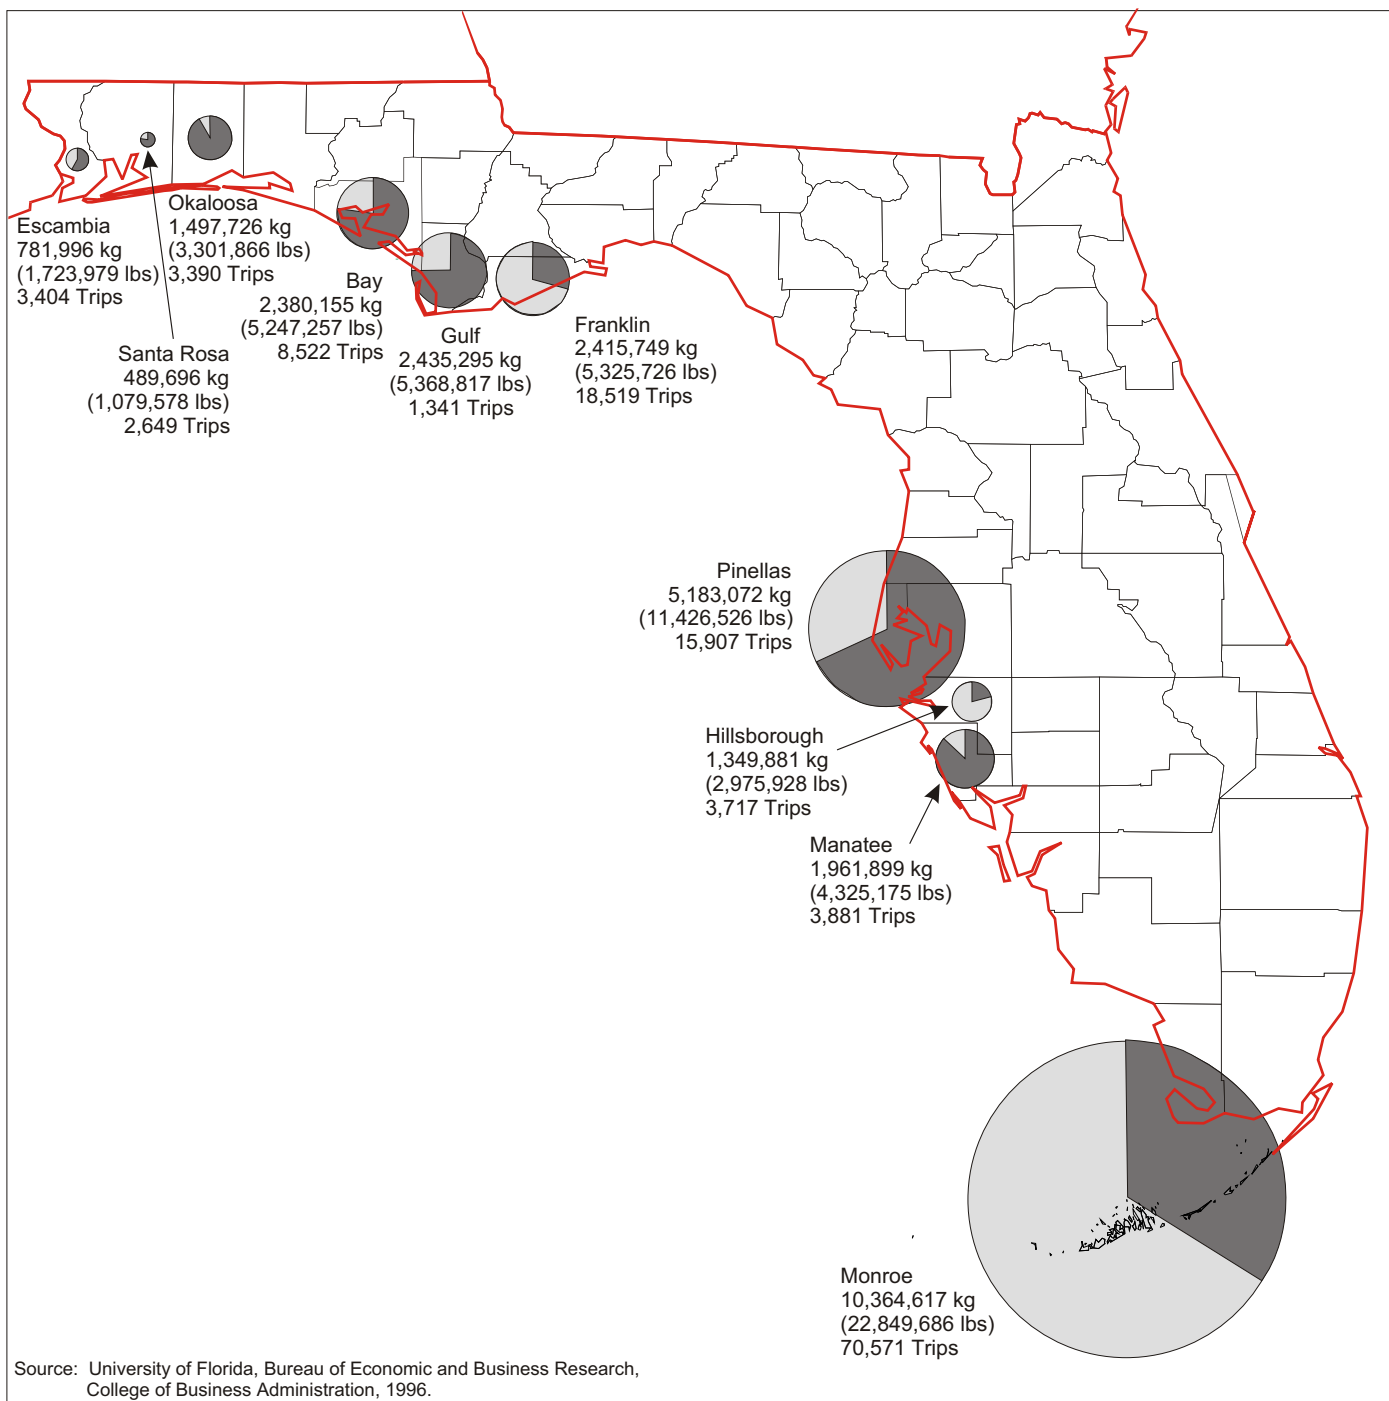 Escambia
781,996 kg
(1,723,979 lbs)
3,404 Trips
Okaloosa
1,497,726 kg
(3,301,866 lbs)
3,390 Trips
Santa Rosa
489,696 kg
(1,079,578 lbs)
2,649 Trips
Bay
2,380,155 kg
(5,247,257 lbs)
8,522 Trips
Gulf
2,435,295 kg
(5,368,817 lbs)
1,341 Trips
Franklin
2,415,749 kg
(5,325,726 lbs)
18,519 Trips
Pinellas
5,183,072 kg
(11,426,526 lbs)
15,907 Trips
Hillsborough
1,349,881 kg
(2,975,928 lbs)
3,717 Trips
Manatee
1,961,899 kg
(4,325,175 lbs)
3,881 Trips
Monroe
10,364,617 kg
(22,849,686 lbs)
70,571 Trips
Source: University of Florida, Bureau of Economic and Business Research,
College of Business Administration, 1996.